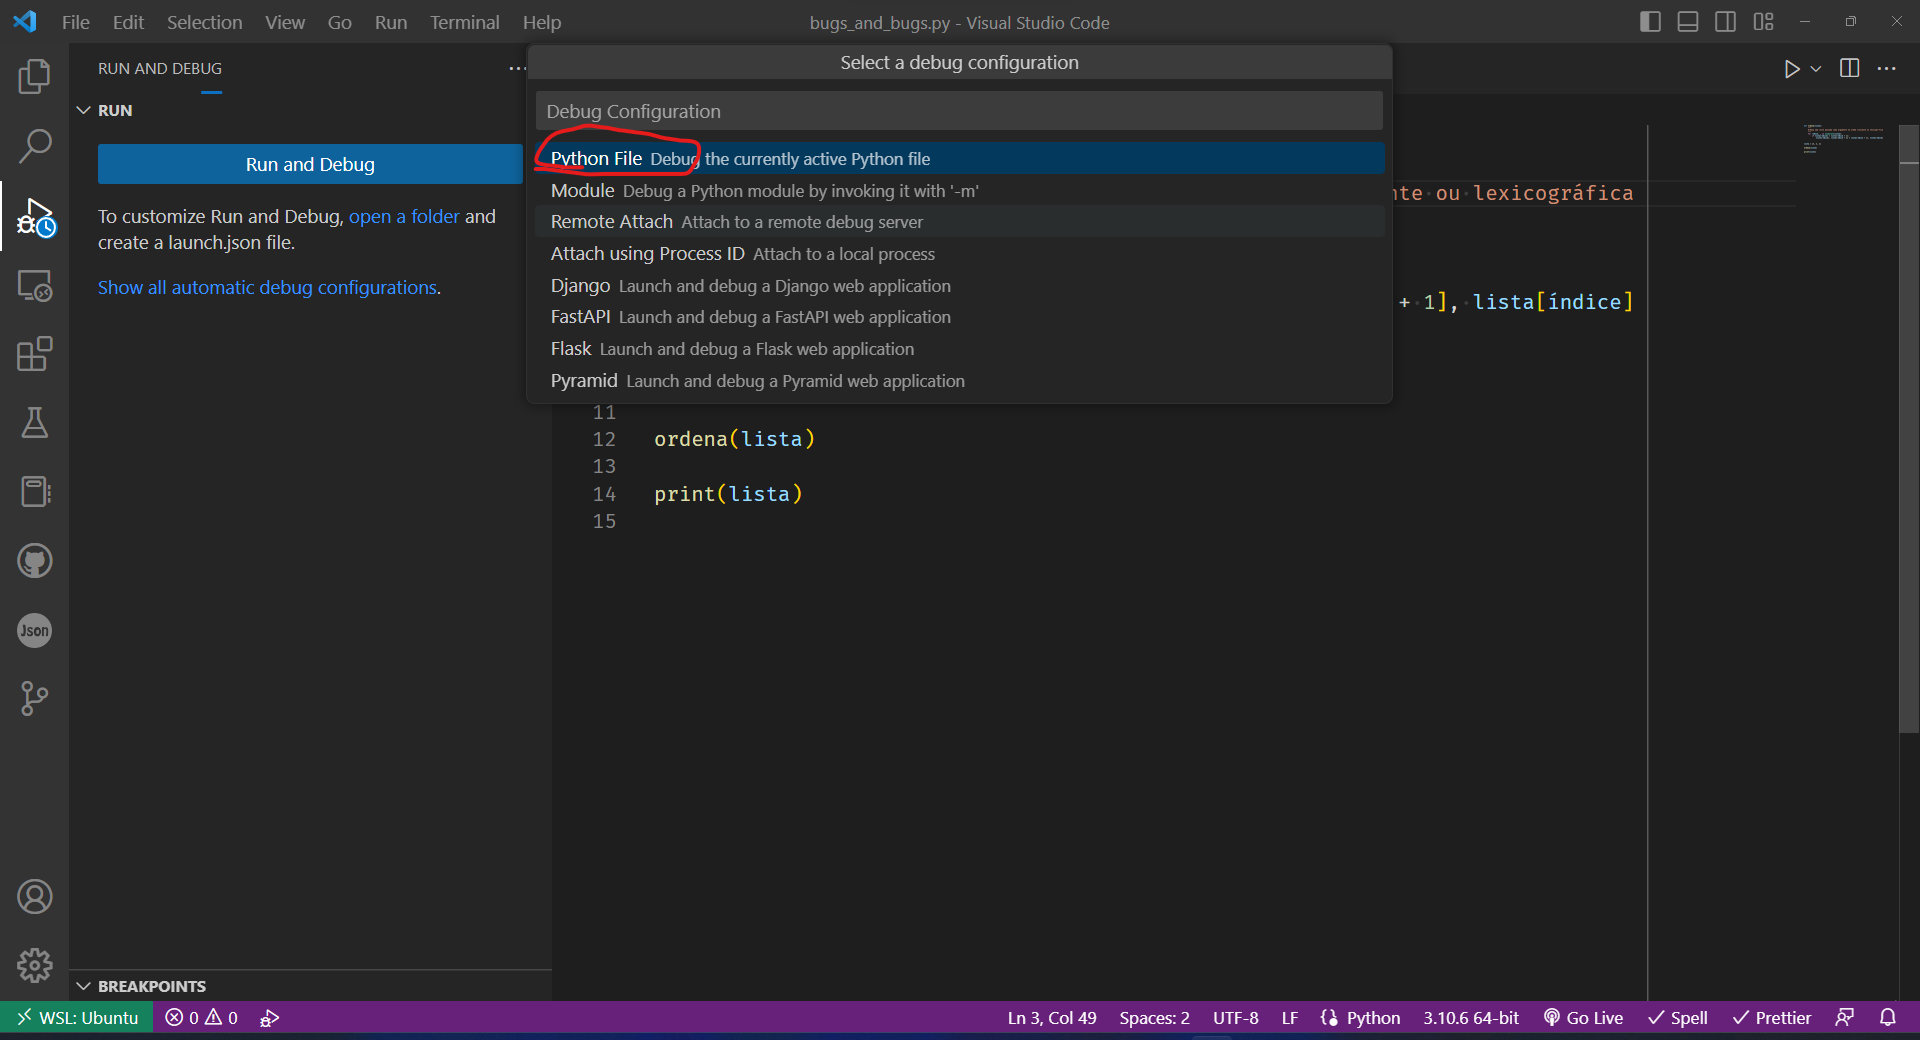 File Edit Selection View Go Run Terminal Help
bugs_and_bugs.py - Visual Studio Code
RUN AND DEBUG
RUN
Run and Debug
To customize Run and Debug, open a folder and
create a launch.json file.
Show all automatic debug configurations.
Select a debug configuration
Debug Configuration
Python File Debug the currently active Python file
Module Debug a Python module by invoking it with '-m'
Remote Attach Attach to a remote debug server
Attach using Process ID Attach to a local process
Django Launch and debug a Django web application
FastAPI Launch and debug a FastAPI web application
Flask Launch and debug a Flask web application
Pyramid Launch and debug a Pyramid web application
nte ou lexicográfica
+ 1], lista[índice]
11
12 ordena(lista)
13
14 print(lista)
15
Json
BREAKPOINTS
WSL: Ubuntu 0 0
Ln 3, Col 49 Spaces: 2 UTF-8 LF Python 3.10.6 64-bit Go Live Spell Prettier